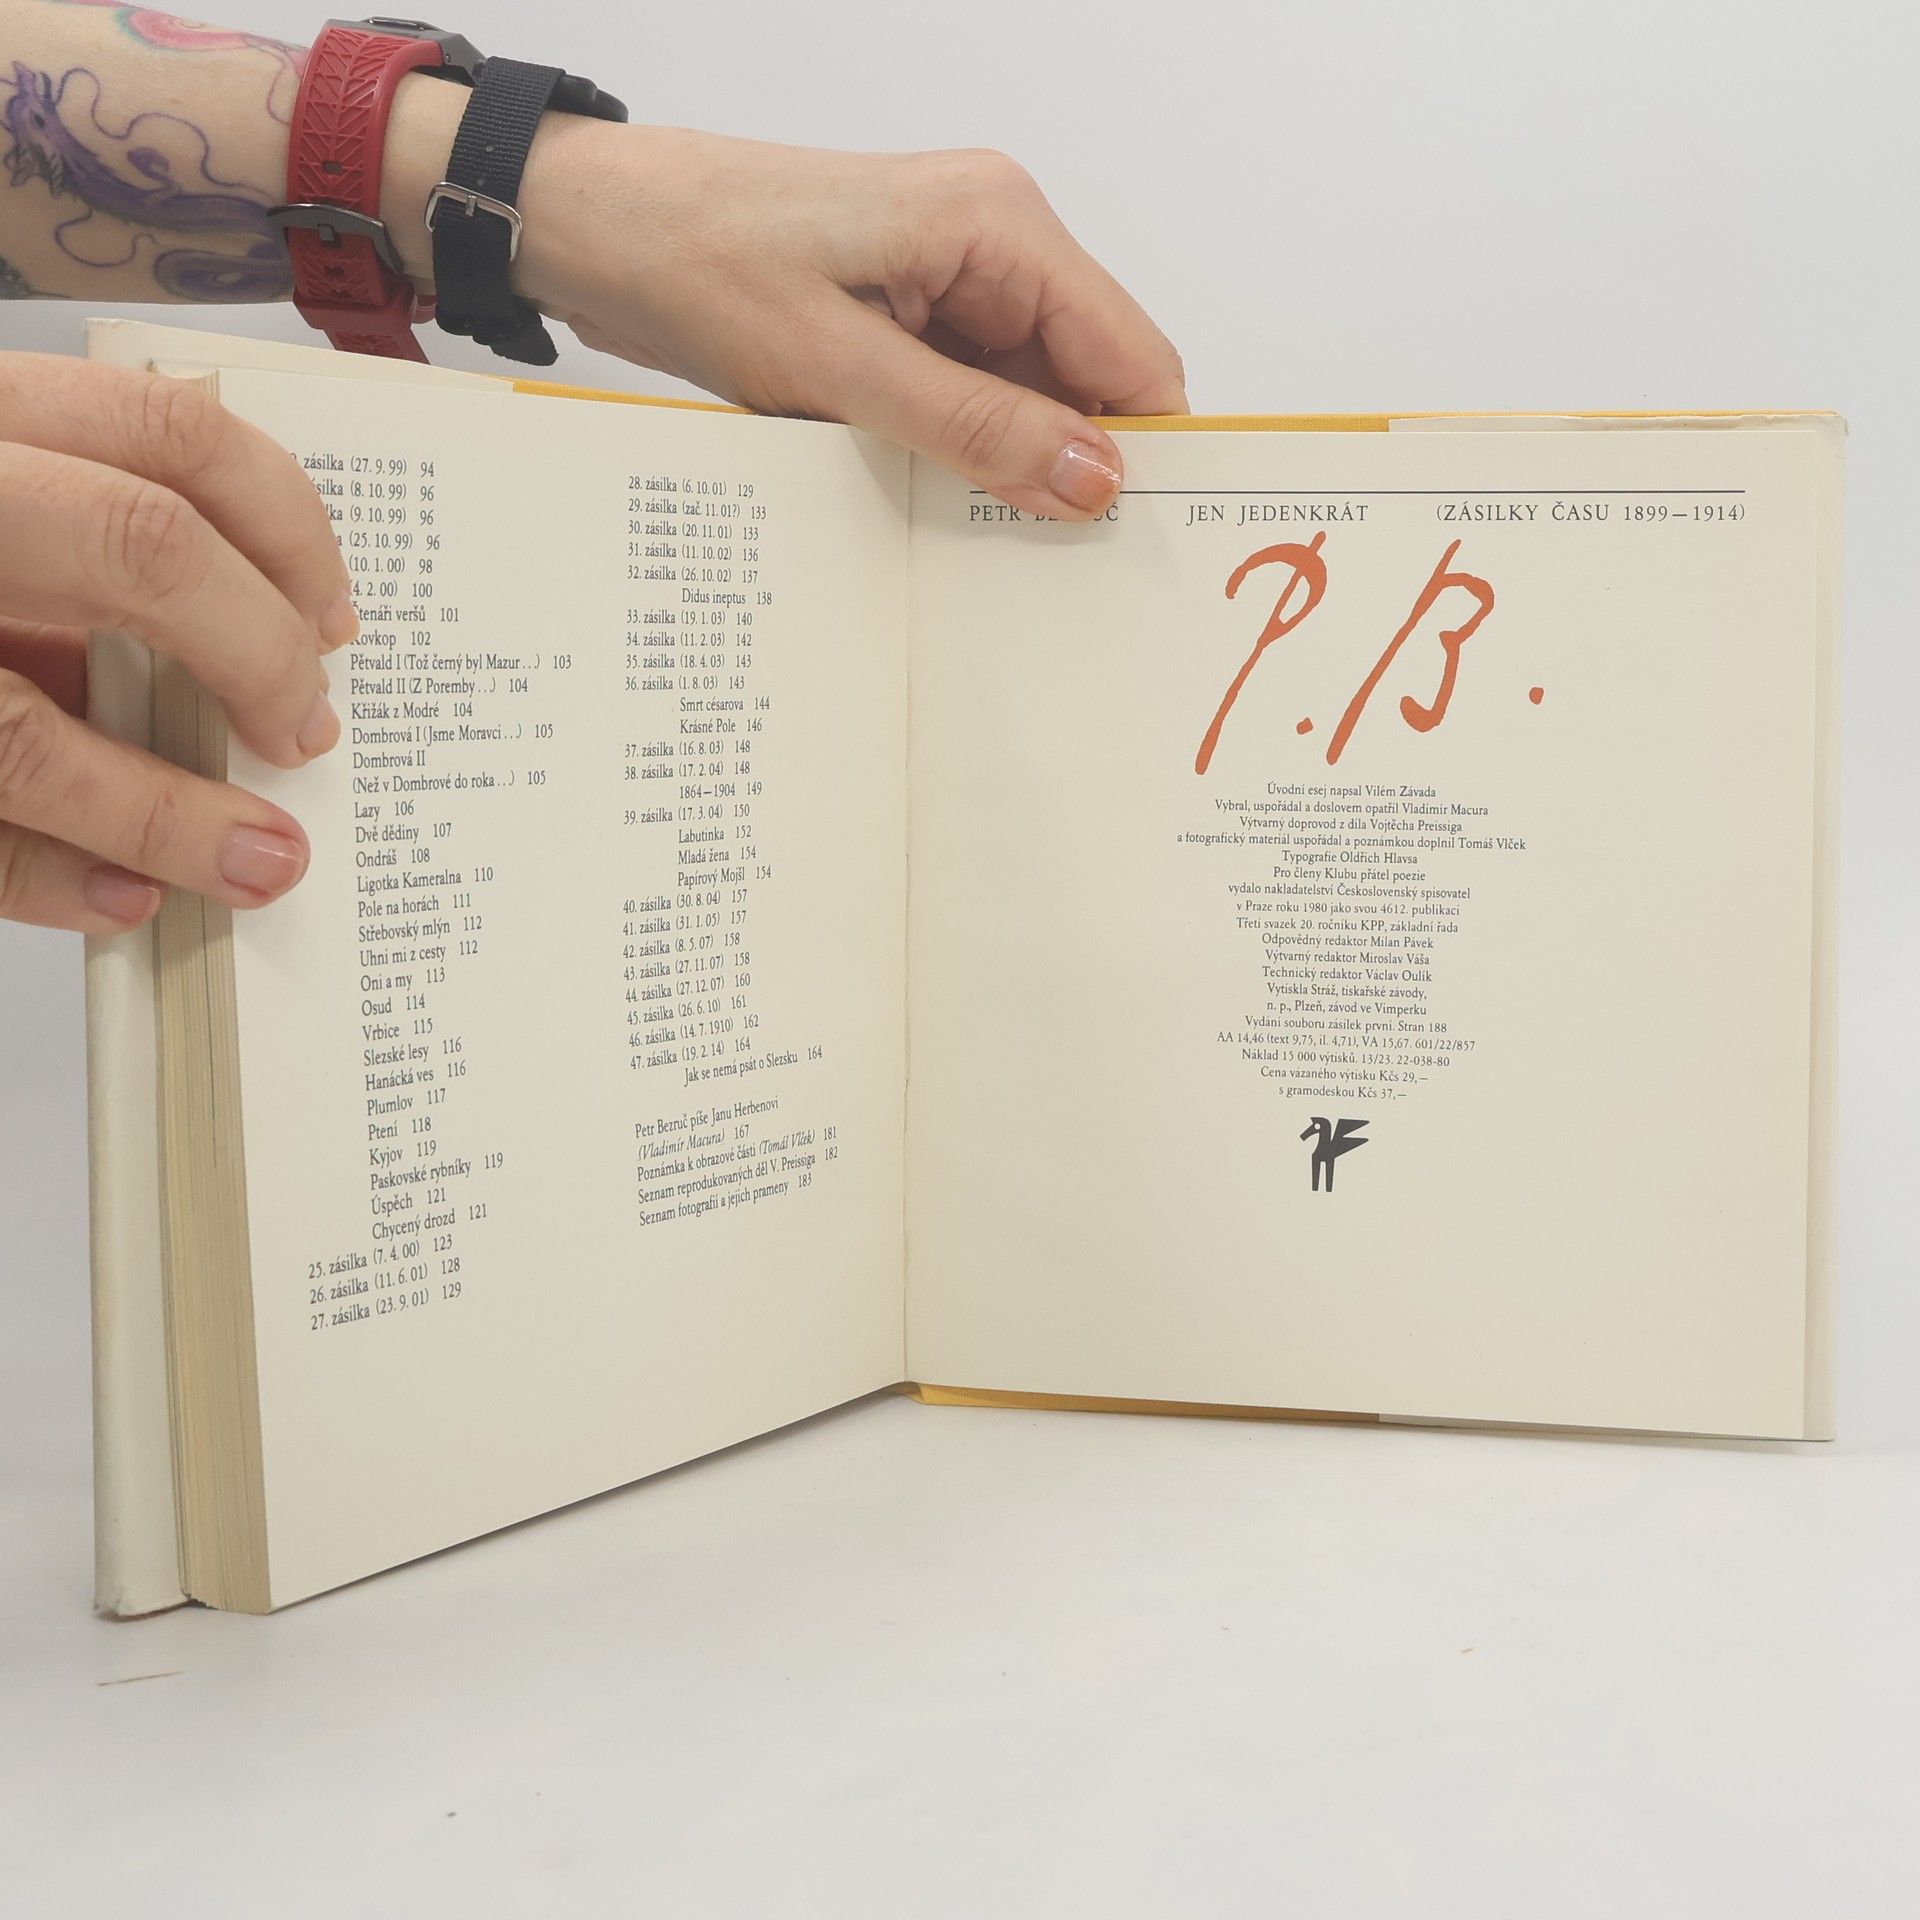 zásilka (27. 9. 99) 94
(8. 10. 99) 96
(9. 10. 99) 96
(25. 10. 99) 96
(10. 1. 00) 98
(4. 2. 00) 100
Čtenáři veršů 101
Kovkop 102
Pětvald I (Tož černý byl Mazur . . .) 103
Pětvald II (Z Poremby . . .) 104
Křižák z Modré 104
Dombrová I (Jsme Moravci . . .) 105
Dombrová II
(Než v Dombrové do roka . . .) 105
Lazy 106
Dvě dědiny 107
Ondráš 108
Ligotka Kameralna 110
Pole na horách 111
Střebovský mlýn 112
Uhni mi z cesty 112
Oni a my 113
Osud 114
Vrbice 115
Slezské lesy 116
Hanácká ves 116
Plumlov 117
Ptení 118
Kyjov 119
Paskovské rybníky 119
Úspěch 121
Chycený drozd 121
25. zásilka (7. 4. 00) 123
26. zásilka (11. 6. 01) 128
27. zásilka (23. 9. 01) 129
28. zásilka (6. 10. 01) 129
29. zásilka (zač. 11. 01?) 133
30. zásilka (20. 11. 01) 133
31. zásilka (11. 10. 02) 136
32. zásilka (26. 10. 02) 137
Didus ineptus 138
33. zásilka (19. 1. 03) 140
34. zásilka (11. 2. 03) 142
35. zásilka (18. 4. 03) 143
36. zásilka (1. 8. 03) 143
Smrt césarova 144
Krásné Pole 146
37. zásilka (16. 8. 03) 148
38. zásilka (17. 2. 04) 148
1864—1904 149
39. zásilka (17. 3. 04) 150
Labutinka 152
Mladá žena 154
Papírový Mojšl 154
40. zásilka (30. 8. 04) 157
41. zásilka (31. 1. 05) 157
42. zásilka (8. 5. 07) 158
43. zásilka (27. 11. 07) 158
44. zásilka (27. 12. 07) 160
45. zásilka (26. 6. 10) 161
46. zásilka (14. 7. 1910) 162
47. zásilka (19. 2. 14) 164
Jak se nemá psát o Slezsku 164
Petr Bezruč píše Janu Herbenovi
(Vladimír Macura) 167
Poznámka k obrazové části (Tomáš Vlček) 181
Seznam reprodukovaných děl V. Preissiga 182
Seznam fotografií a jejich prameny 183
PETR JEN JEDENKRÁT (ZÁSILKY ČASU 1899—1914)
P. B.
Úvodní esej napsal Vilém Závada
Vybral, uspořádal a doslovem opatřil Vladimír Macura
Výtvarný doprovod z díla Vojtěcha Preissiga
a fotografický materiál uspořádal a poznámkou doplnil Tomáš Vlček
Typografie Oldřich Hlavsa
Pro členy Klubu přátel poezie
vydalo nakladatelství Československý spisovatel
v Praze roku 1980 jako svou 4612. publikaci
Třetí svazek 20. ročníku KPP, základní řada
Odpovědný redaktor Milan Pávek
Výtvarný redaktor Miroslav Váša
Technický redaktor Václav Oulík
Vytiskla Stráž, tiskařské závody,
n. p., Plzeň, závod ve Vimperku
Vydání souboru zásilek první. Stran 188
AA 14,46 (text 9,75, il. 4,71), VA 15,67. 601/22/857
Náklad 15 000 výtisků. 13/23. 22-038-80
Cena vázaného výtisku Kčs 29,—
s gramodeskou Kčs 37,—